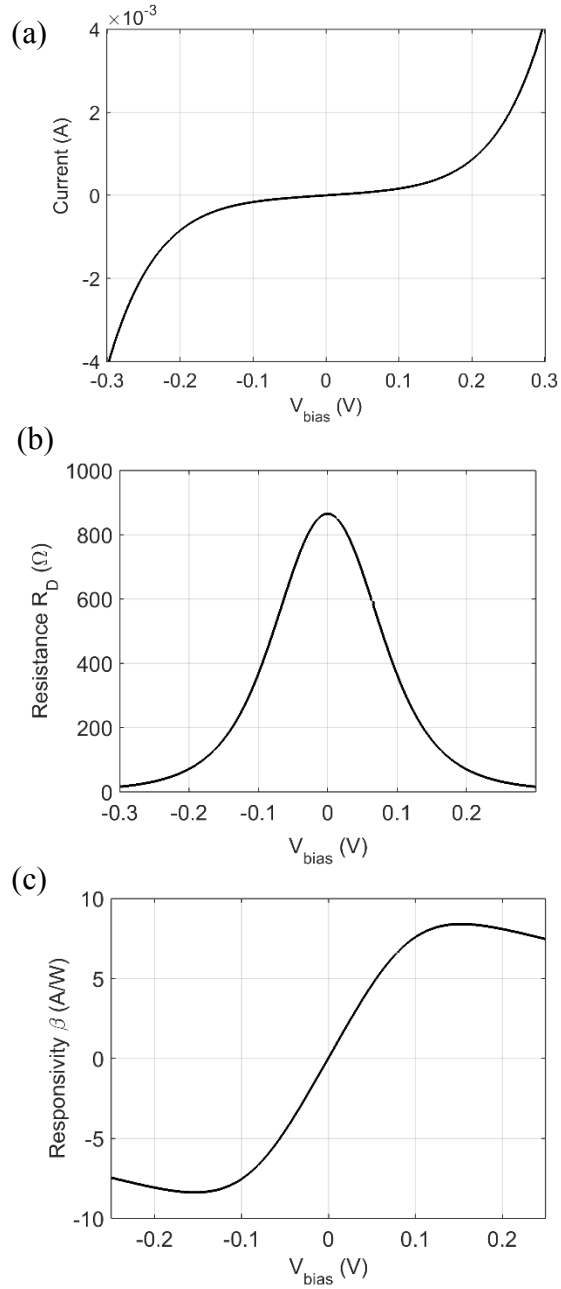 (a)
×10⁻³
4
2
0
-2
-4
Current (A)
-0.3 -0.2 -0.1 0 0.1 0.2 0.3
V_bias (V)
(b)
1000
800
600
400
200
0
Resistance R_D (Ω)
-0.3 -0.2 -0.1 0 0.1 0.2
V_bias (V)
(c)
10
5
0
-5
-10
Responsivity β (A/W)
-0.2 -0.1 0 0.1 0.2
V_bias (V)